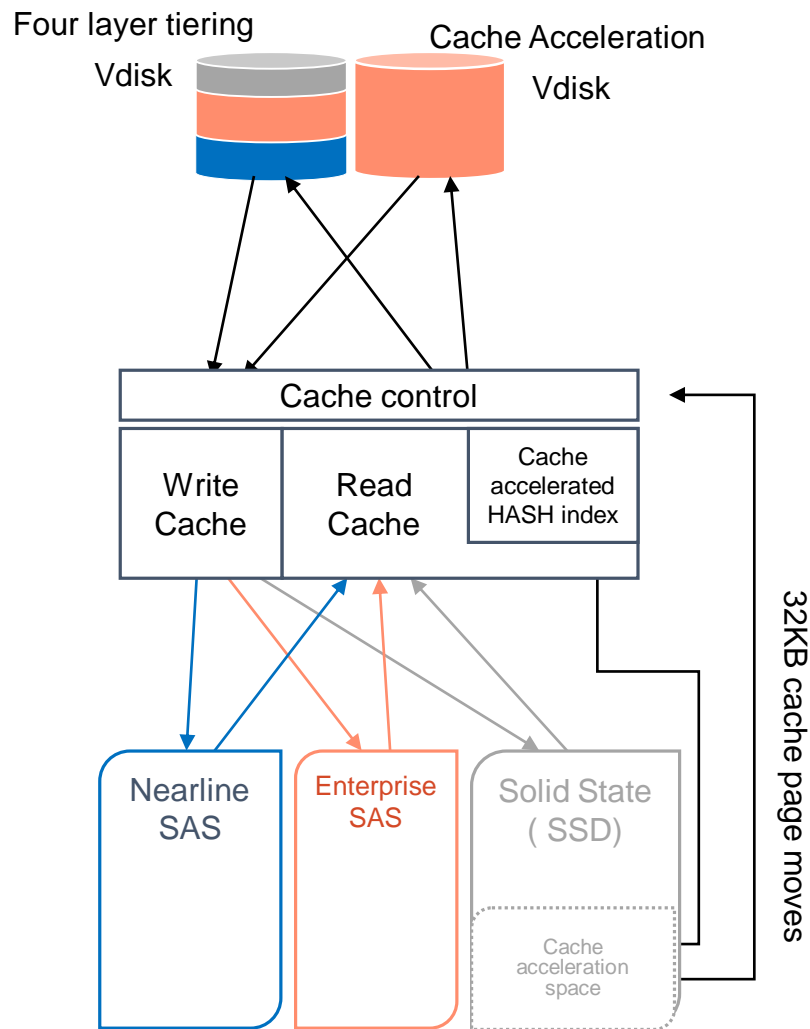 Four layer tiering
Vdisk
Cache Acceleration
Vdisk
Cache control
Write
Cache
Read
Cache
Cache
accelerated
HASH index
32KB cache page moves
Nearline
SAS
Enterprise
SAS
Solid State
( SSD)
Cache
acceleration
space